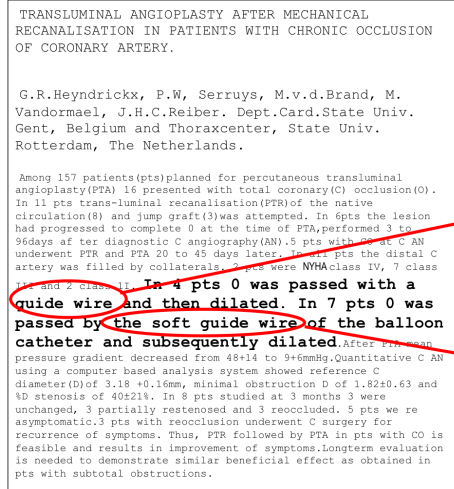 TRANSLUMINAL ANGIOPLASTY AFTER MECHANICAL
RECANALISATION IN PATIENTS WITH CHRONIC OCCLUSION
OF CORONARY ARTERY.
G.R.Heyndrickx, P.W, Serruys, M.v.d.Brand, M.
Vandormael, J.H.C.Reiber. Dept.Card.State Univ.
Gent, Belgium and Thoraxcenter, State Univ.
Rotterdam, The Netherlands.
Among 157 patients(pts)planned for percutaneous transluminal
angioplasty(PTA) 16 presented with total coronary(C) occlusion(O).
In 11 pts trans-luminal recanalisation(PTR)of the native
circulation(8) and jump graft(3)was attempted. In 6pts the lesion
had progressed to complete 0 at the time of PTA,performed 3 to
96days af ter diagnostic C angiography(AN).5 pts with CO at C AN
underwent PTR and PTA 20 to 45 days later. In all pts the distal C
artery was filled by collaterals. 2 pts were NYHA class IV, 7 class
III and 2 class II. In 4 pts 0 was passed with a
guide wire and then dilated. In 7 pts 0 was
passed by the soft guide wire of the balloon
catheter and subsequently dilated.After PTA mean
pressure gradient decreased from 48+14 to 9+6mmHg.Quantitative C AN
using a computer based analysis system showed reference C
diameter(D)of 3.18 +0.16mm, minimal obstruction D of 1.82±0.63 and
%D stenosis of 40±21%. In 8 pts studied at 3 months 3 were
unchanged, 3 partially restenosed and 3 reoccluded. 5 pts we re
asymptomatic.3 pts with reocclusion underwent C surgery for
recurrence of symptoms. Thus, PTR followed by PTA in pts with CO is
feasible and results in improvement of symptoms.Longterm evaluation
is needed to demonstrate similar beneficial effect as obtained in
pts with subtotal obstructions.